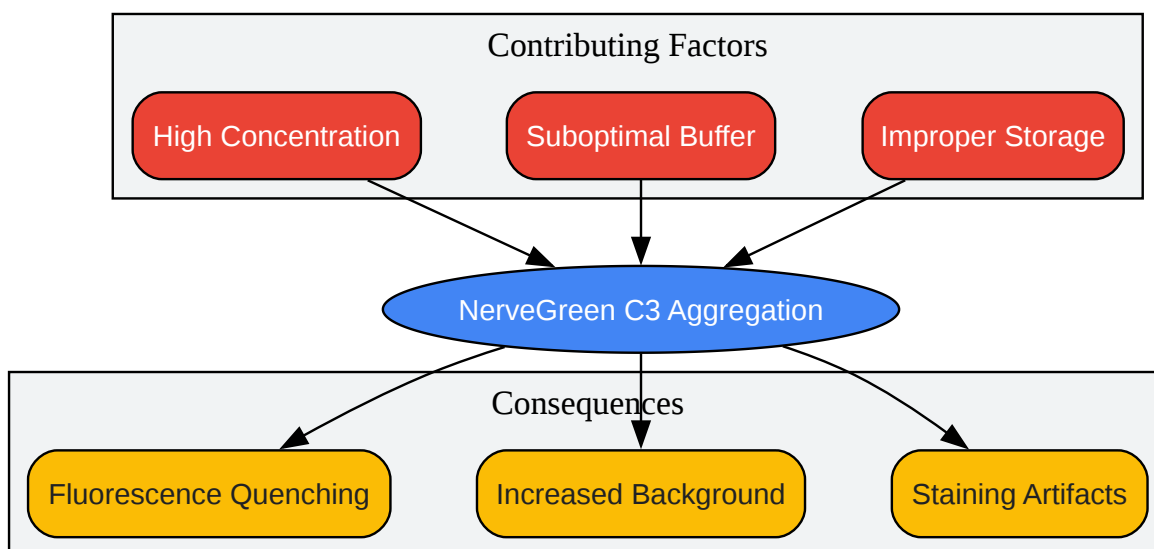 Contributing Factors
High Concentration
Suboptimal Buffer
Improper Storage
NerveGreen C3 Aggregation
Consequences
Fluorescence Quenching
Increased Background
Staining Artifacts